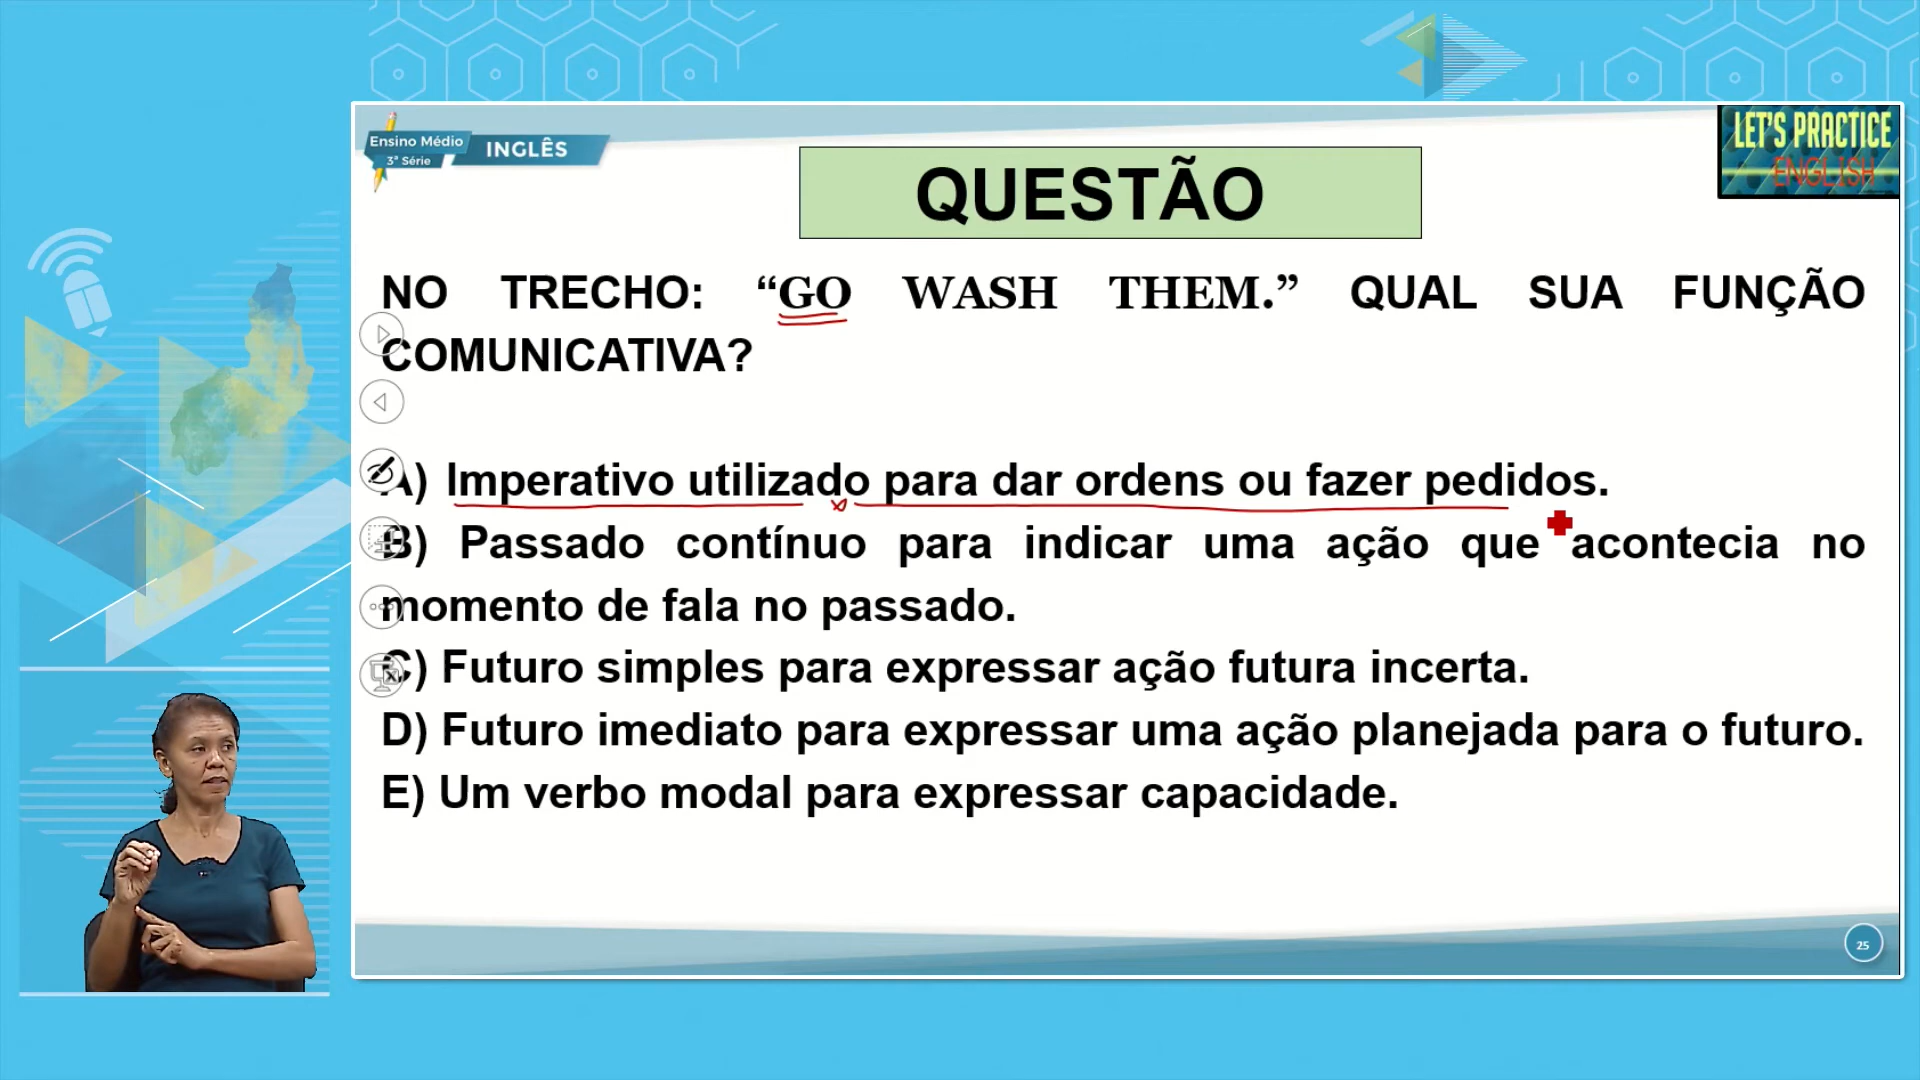 Ensino Médio
3ª Série
INGLÊS
LET'S PRACTICE
ENGLISH
QUESTÃO
NO TRECHO: “GO WASH THEM.” QUAL SUA FUNÇÃO
COMUNICATIVA?
A) Imperativo utilizado para dar ordens ou fazer pedidos.
B) Passado contínuo para indicar uma ação que acontecia no
momento de fala no passado.
C) Futuro simples para expressar ação futura incerta.
D) Futuro imediato para expressar uma ação planejada para o futuro.
E) Um verbo modal para expressar capacidade.
25